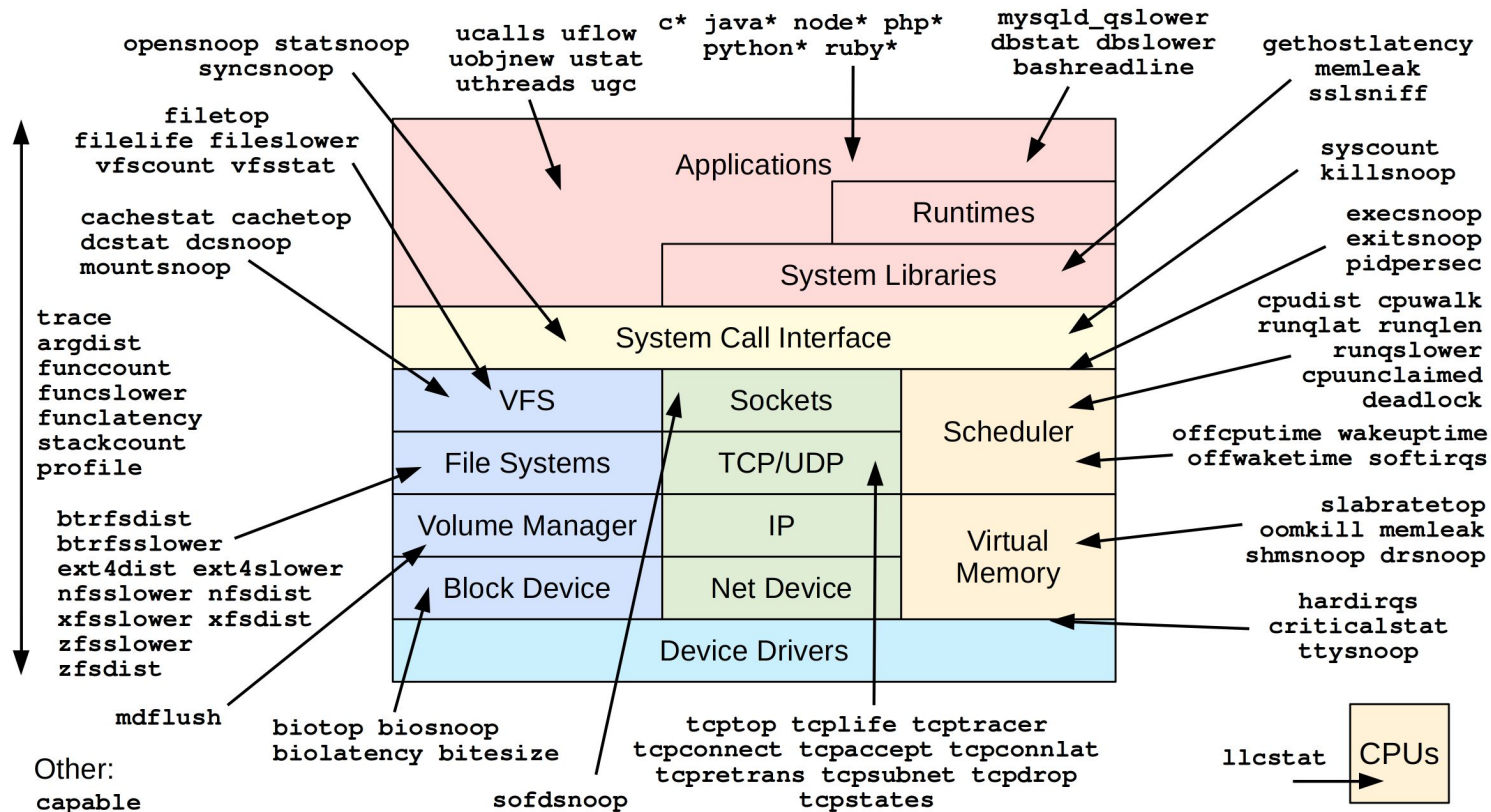 opensnoop statsnoop
syncsnoop
ucalls uflow
uobjnew ustat
uthreads ugc
c* java* node* php*
python* ruby*
mysqld_qslower
dbstat dbslower
bashreadline
gethostlatency
memleak
sslsniff
filetop
filelife fileslower
vfscount vfsstat
syscount
killsnoop
cachestat cachetop
dcstat dcsnoop
mountsnoop
execsnoop
exitsnoop
pidpersec
trace
argdist
funccount
funcslower
funclatency
stackcount
profile
cpudist cpuwalk
runqlat runqlen
runqslower
cpuunclaimed
deadlock
offcputime wakeuptime
offwaketime softirqs
btrfsdist
btrfsslower
ext4dist ext4slower
nfsslower nfsdist
xfsslower xfsdist
zfsslower
zfsdist
slabratetop
oomkill memleak
shmsnoop drsnoop
hardirqs
criticalstat
ttysnoop
Applications
Runtimes
System Libraries
System Call Interface
VFS
Sockets
Scheduler
File Systems
TCP/UDP
Volume Manager
IP
Virtual
Memory
Block Device
Net Device
Device Drivers
mdflush
biotop biosnoop
biolatency bitesize
sofdsnoop
tcptop tcplife tcptracer
tcpconnect tcpaccept tcpconnlat
tcpretrans tcpsubnet tcpdrop
tcpstates
llcstat
CPUs
Other:
capable